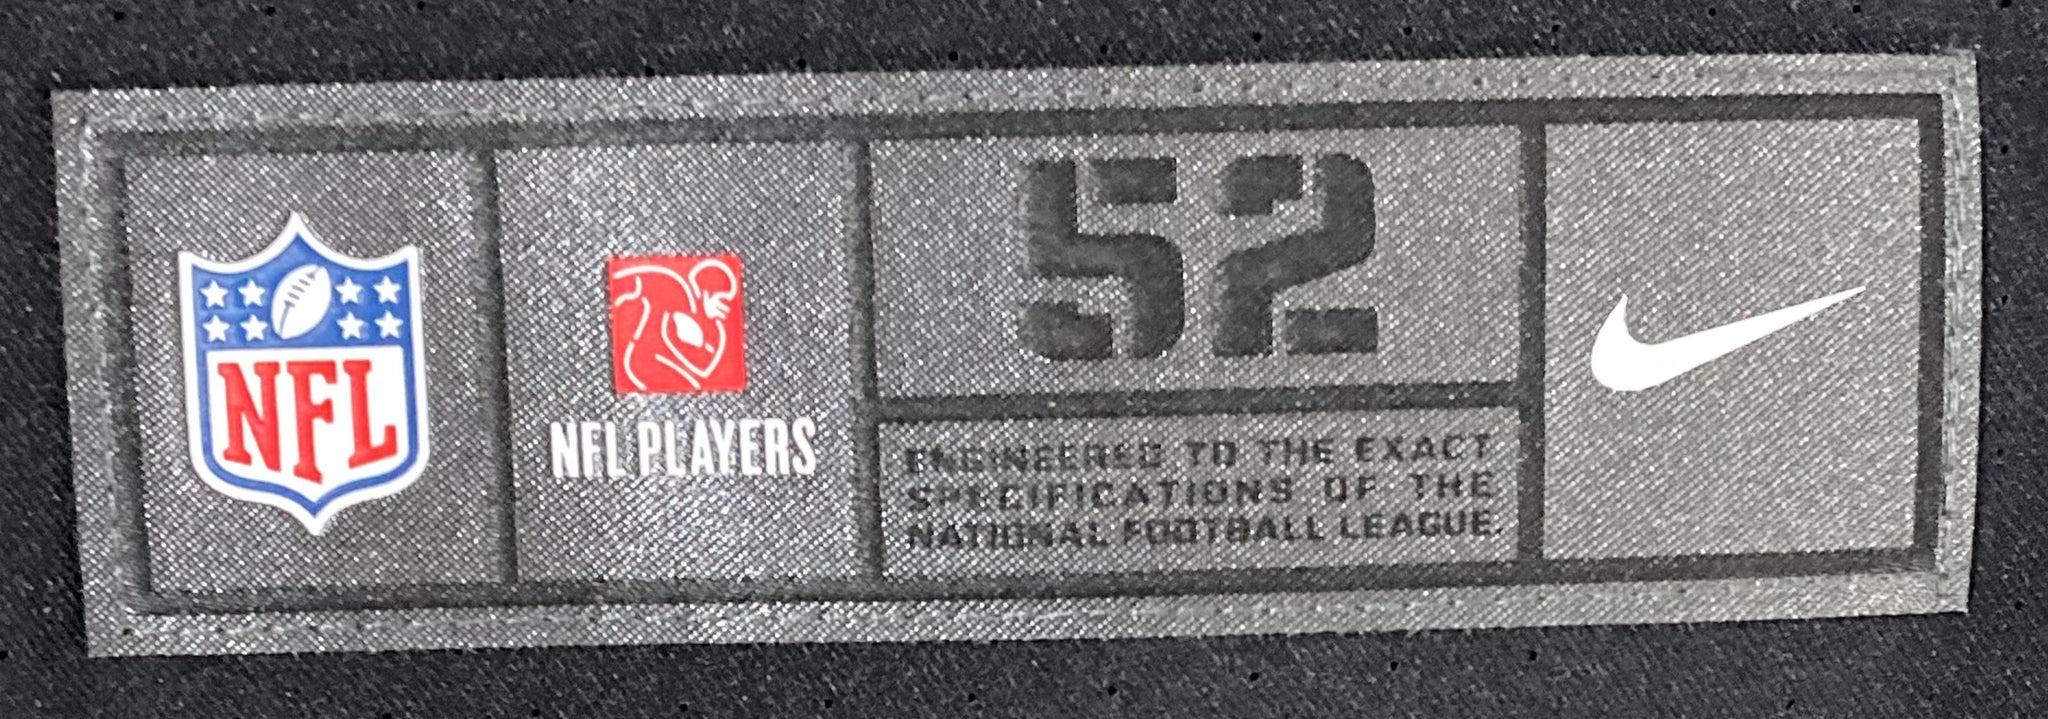 NFL
NFL PLAYERS
52
ENGINEERED TO THE EXACT
SPECIFICATIONS OF THE
NATIONAL FOOTBALL LEAGUE.